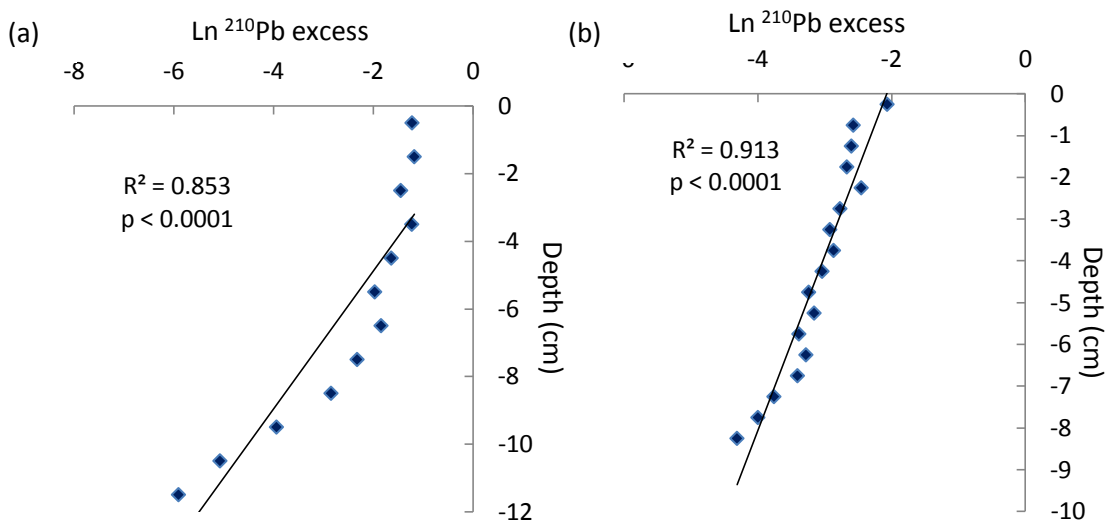 (a)
Ln ²¹⁰Pb excess
-8 -6 -4 -2 0
0
-2
-4
-6
-8
-10
-12
R² = 0.853
p < 0.0001
Depth (cm)
(b)
Ln ²¹⁰Pb excess
-4 -2 0
0
-1
-2
-3
-4
-5
-6
-7
-8
-9
-10
R² = 0.913
p < 0.0001
Depth (cm)